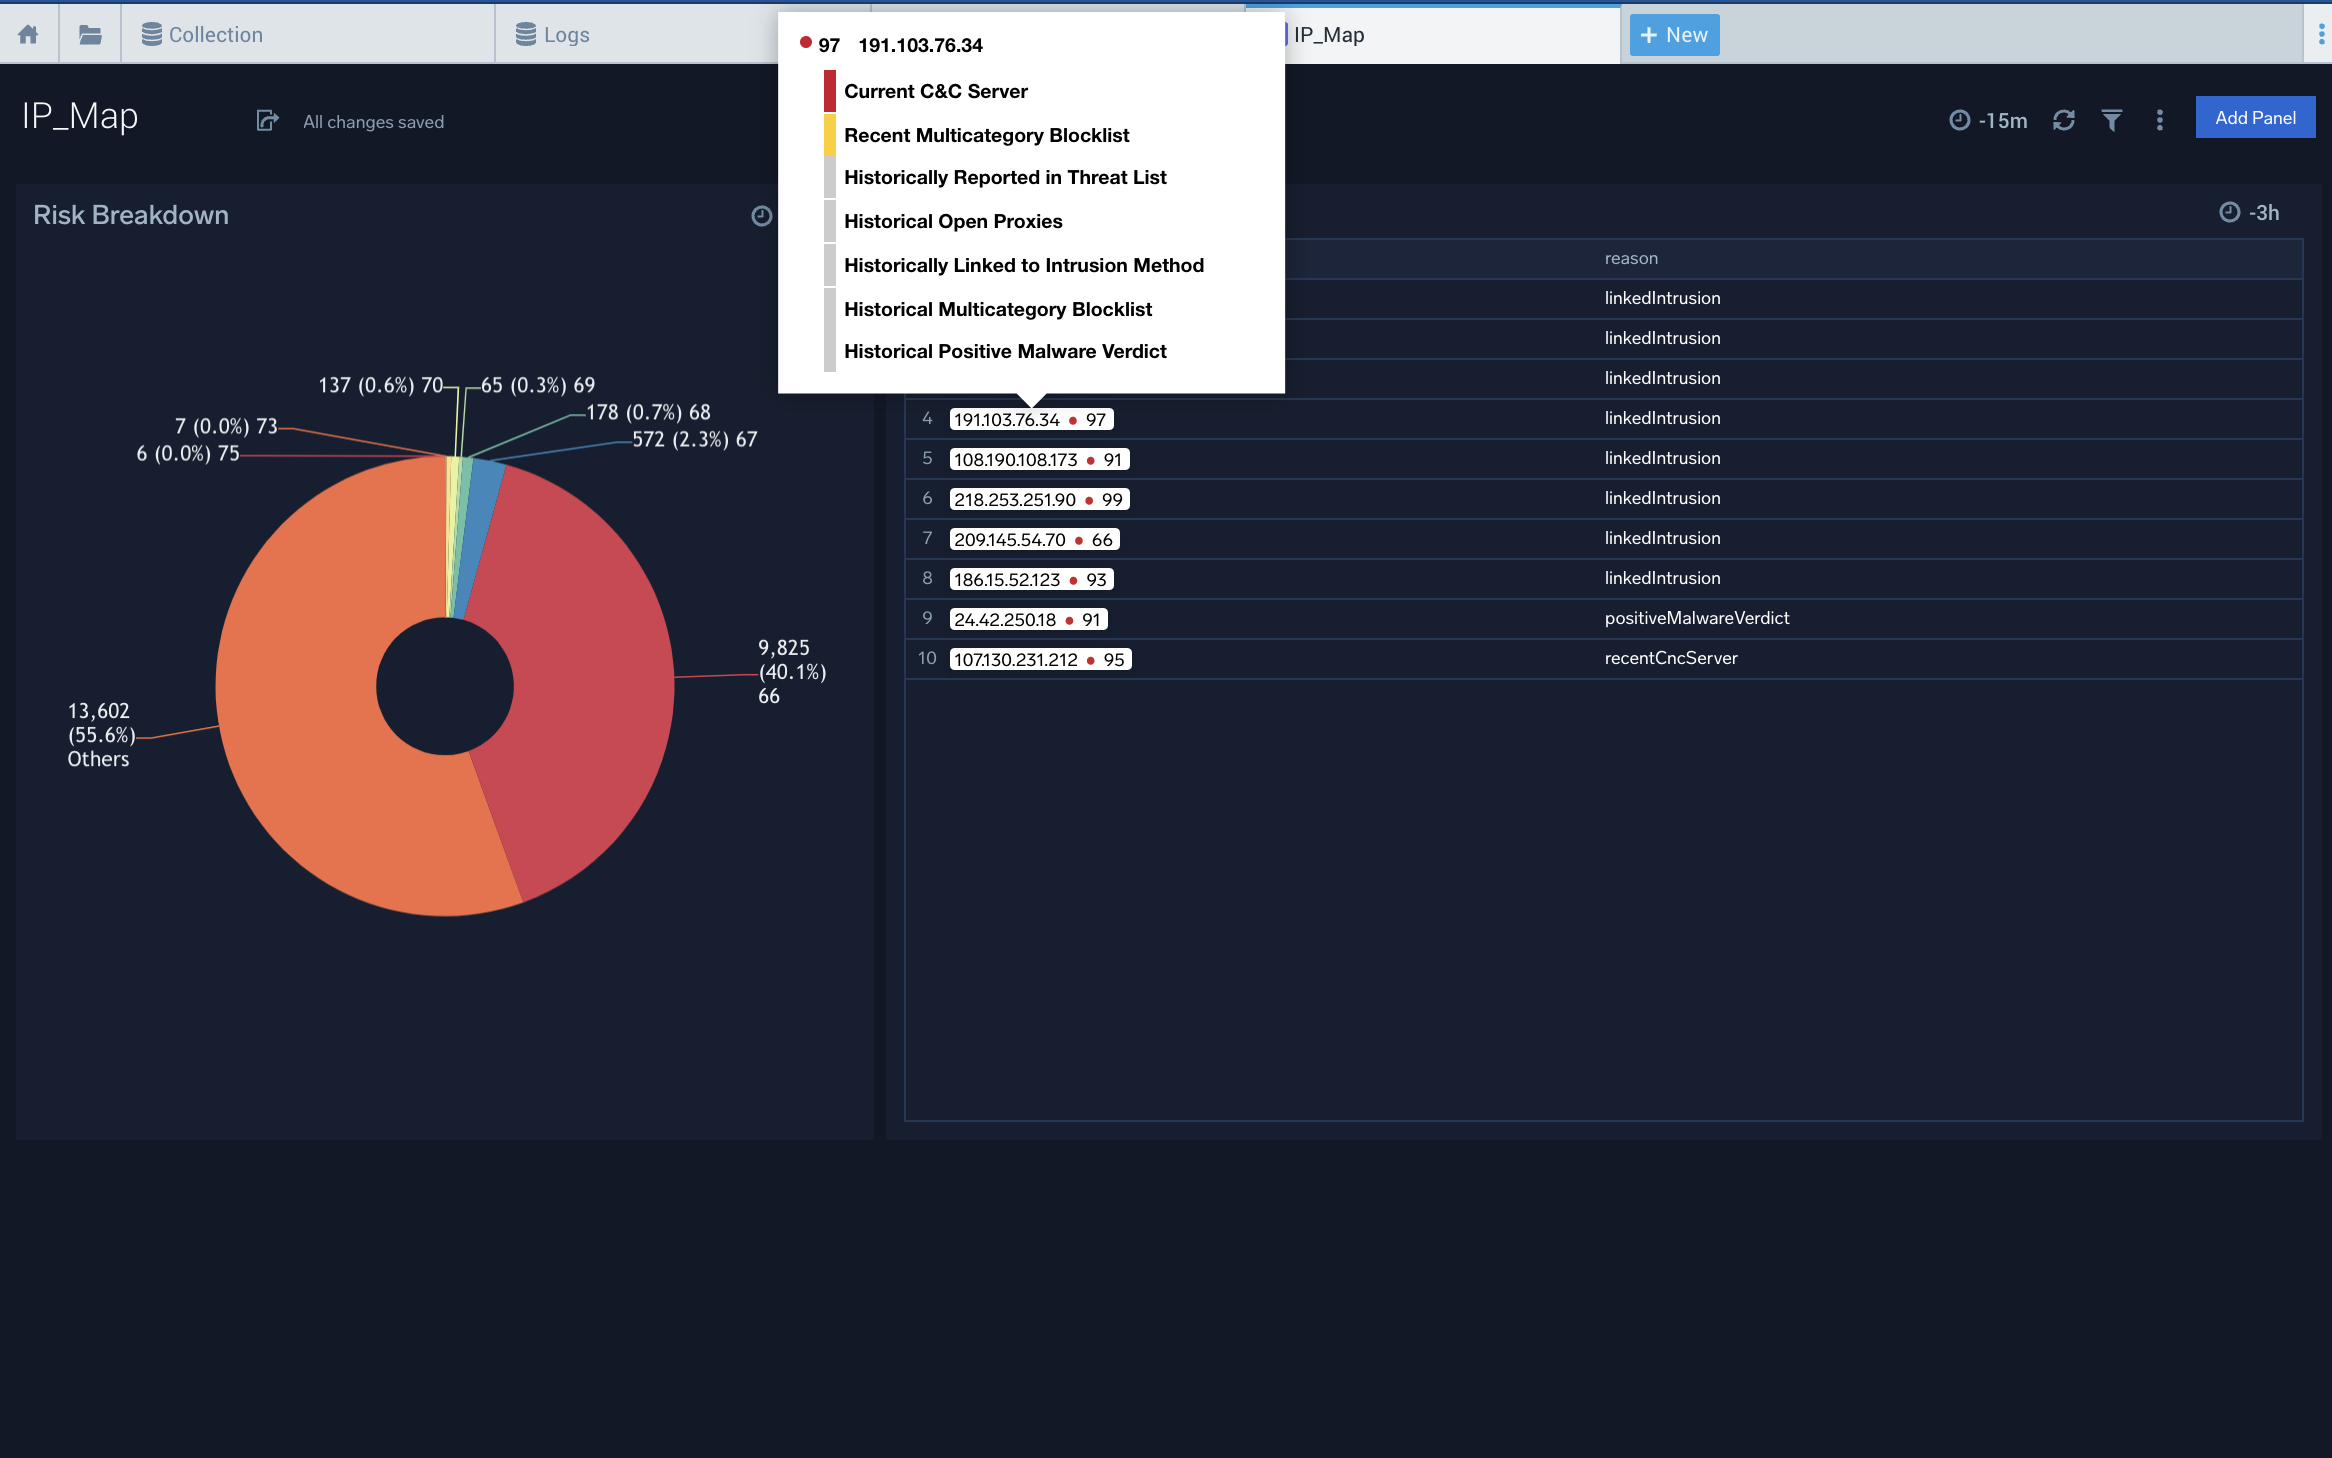 Collection
Logs
IP_Map
+ New
97 191.103.76.34
Current C&C Server
Recent Multicategory Blocklist
Historically Reported in Threat List
Historical Open Proxies
Historically Linked to Intrusion Method
Historical Multicategory Blocklist
Historical Positive Malware Verdict
IP_Map
All changes saved
-15m
Add Panel
Risk Breakdown
137 (0.6%) 70
65 (0.3%) 69
7 (0.0%) 73
178 (0.7%) 68
6 (0.0%) 75
572 (2.3%) 67
9,825
(40.1%)
66
13,602
(55.6%)
Others
-3h
reason
linkedIntrusion
linkedIntrusion
linkedIntrusion
4 191.103.76.34 • 97 linkedIntrusion
5 108.190.108.173 • 91 linkedIntrusion
6 218.253.251.90 • 99 linkedIntrusion
7 209.145.54.70 • 66 linkedIntrusion
8 186.15.52.123 • 93 linkedIntrusion
9 24.42.250.18 • 91 positiveMalwareVerdict
10 107.130.231.212 • 95 recentCncServer